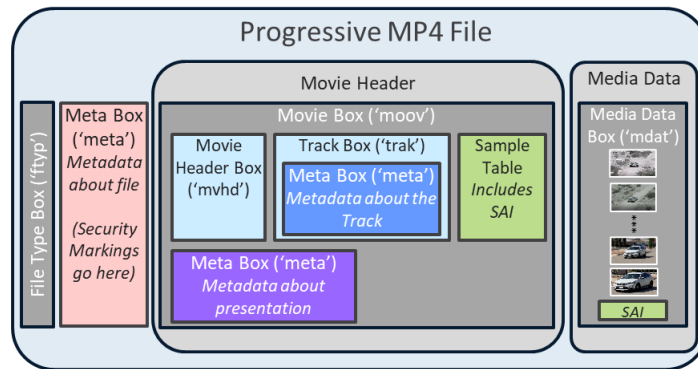 Progressive MP4 File
File Type Box (‘ftyp’)
Meta Box
(‘meta’)
Metadata
about file
(Security
Markings
go here)
Movie Header
Movie Box (‘moov’)
Movie
Header Box
(‘mvhd’)
Track Box (‘trak’)
Meta Box (‘meta’)
Metadata about the
Track
Sample
Table
Includes
SAI
Meta Box (‘meta’)
Metadata about
presentation
Media Data
Media Data
Box (‘mdat’)
SAI